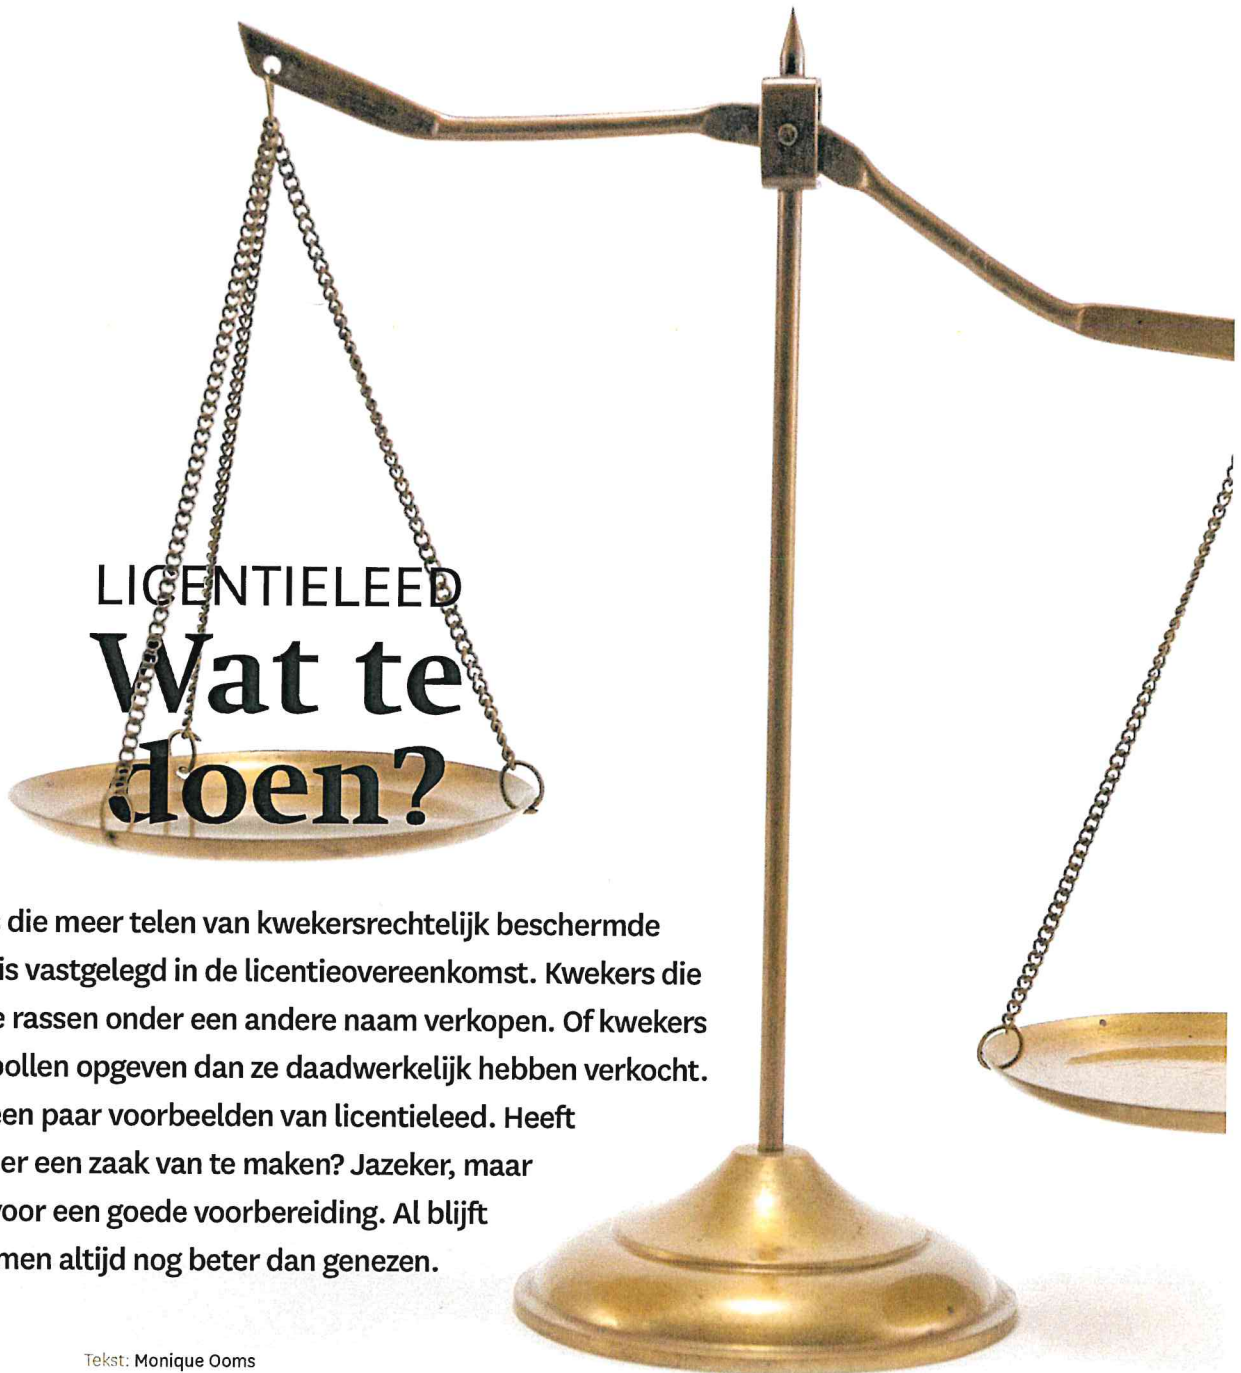 LICENTIELEED
Wat te
doen?
die meer telen van kwekersrechtelijk beschermde
is vastgelegd in de licentieovereenkomst. Kwekers die
rassen onder een andere naam verkopen. Of kwekers
opgeven dan ze daadwerkelijk hebben verkocht.
een paar voorbeelden van licentieleed. Heeft
er een zaak van te maken? Jazeker, maar
voor een goede voorbereiding. Al blijft
altijd nog beter dan genezen.
Tekst: Monique Ooms